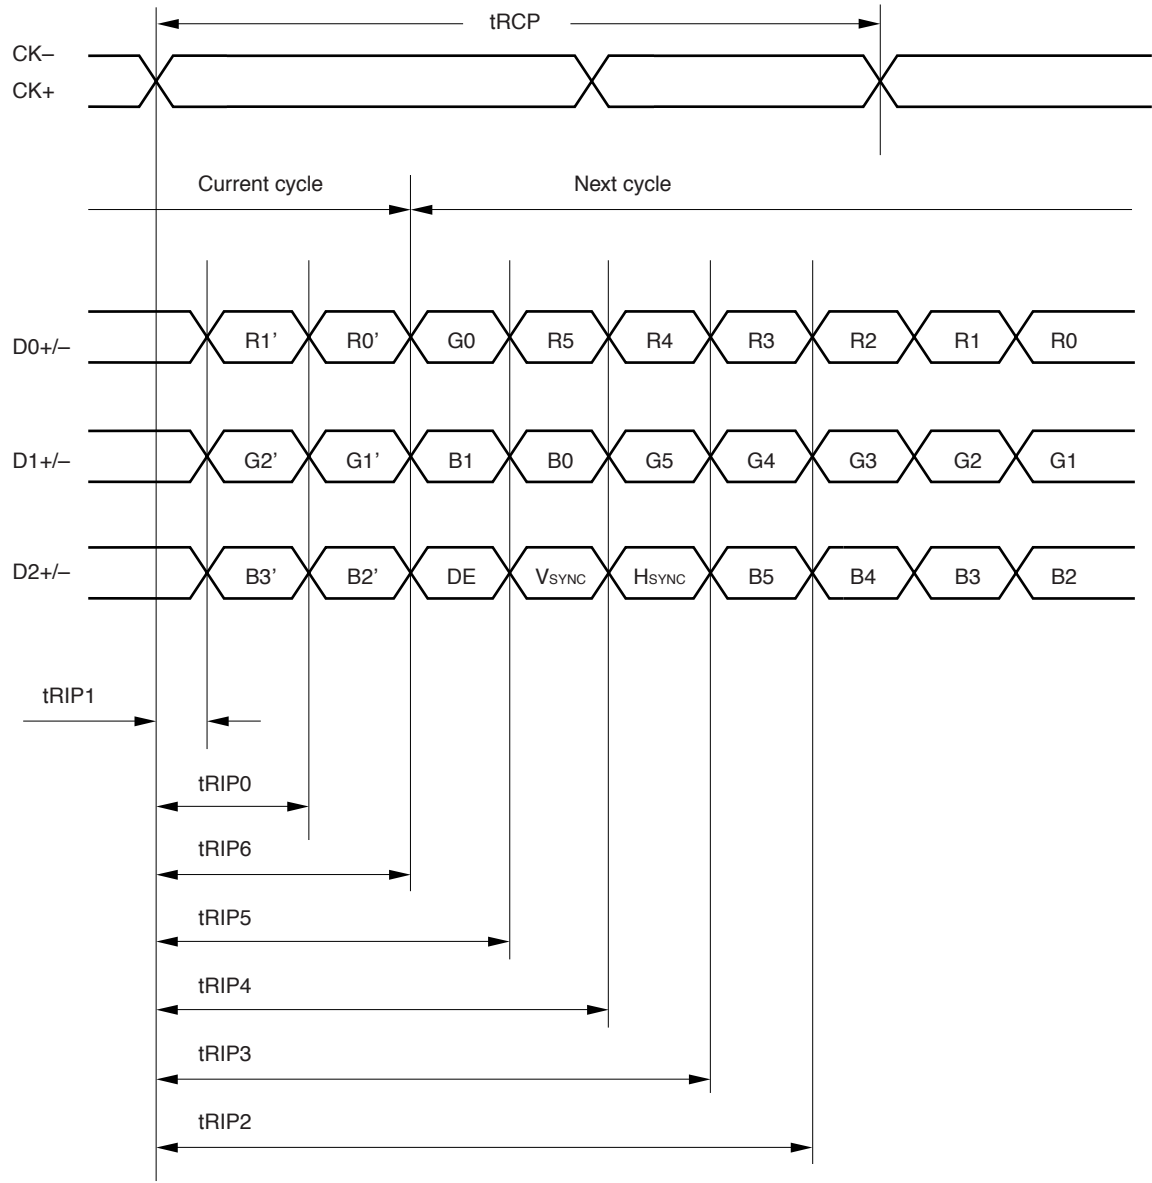 tRCP
CK–
CK+
Current cycle Next cycle
D0+/– R1’ R0’ G0 R5 R4 R3 R2 R1 R0
D1+/– G2’ G1’ B1 B0 G5 G4 G3 G2 G1
D2+/– B3’ B2’ DE VSYNC HSYNC B5 B4 B3 B2
tRIP1
tRIP0
tRIP6
tRIP5
tRIP4
tRIP3
tRIP2